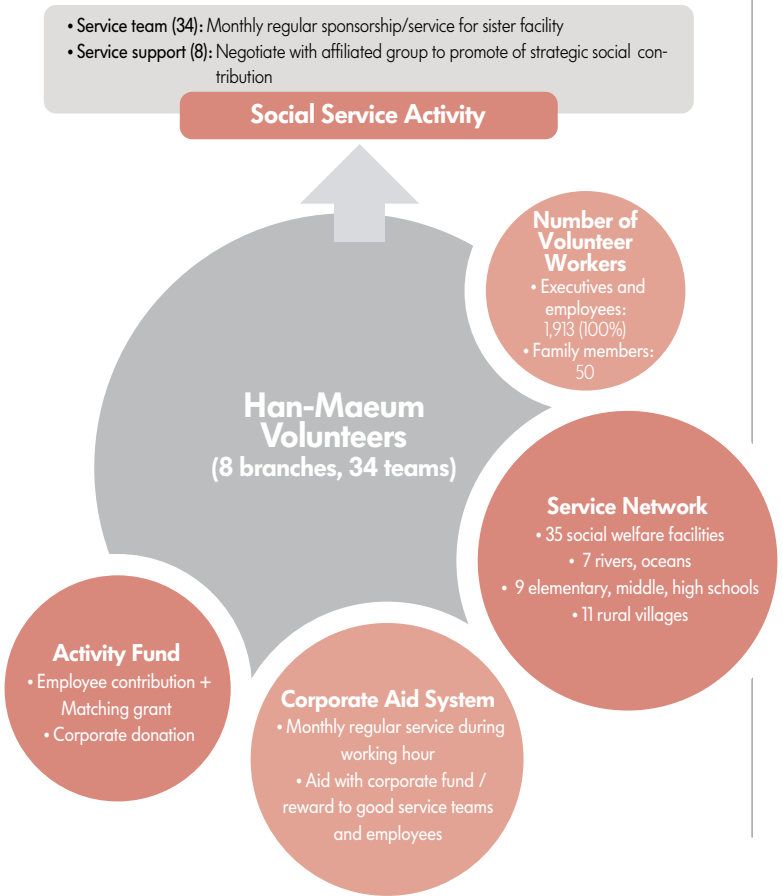 • Service team (34): Monthly regular sponsorship/service for sister facility
• Service support (8): Negotiate with affiliated group to promote of strategic social con-
tribution
Social Service Activity
Number of
Volunteer
Workers
• Executives and
employees:
1,913 (100%)
• Family members:
50
Han-Maeum
Volunteers
(8 branches, 34 teams)
Service Network
• 35 social welfare facilities
• 7 rivers, oceans
• 9 elementary, middle, high schools
• 11 rural villages
Activity Fund
• Employee contribution +
Matching grant
• Corporate donation
Corporate Aid System
• Monthly regular service during
working hour
• Aid with corporate fund /
reward to good service teams
and employees